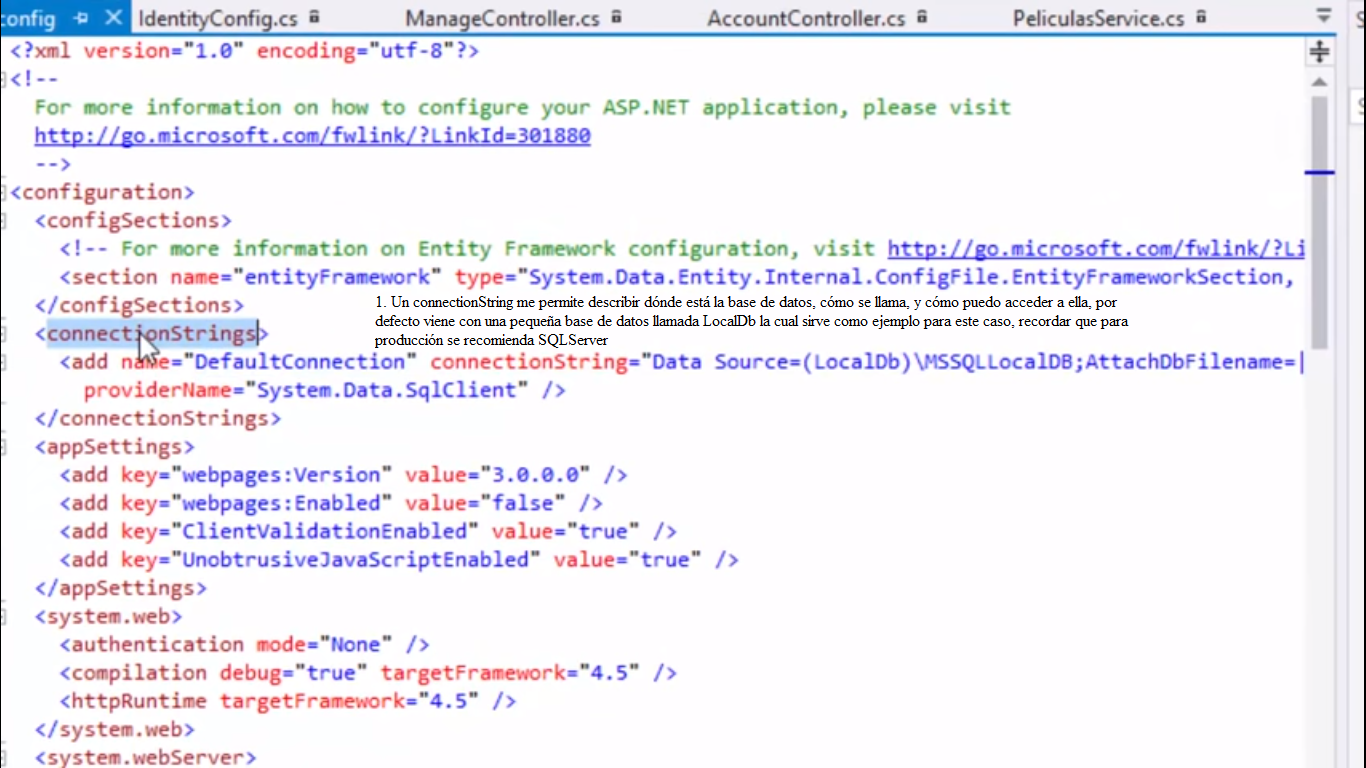 config IdentityConfig.cs ManageController.cs AccountController.cs PeliculasService.cs
<?xml version="1.0" encoding="utf-8"?>
<!--
For more information on how to configure your ASP.NET application, please visit
http://go.microsoft.com/fwlink/?LinkId=301880
-->
<configuration>
<configSections>
<!-- For more information on Entity Framework configuration, visit http://go.microsoft.com/fwlink/?Li
<section name="entityFramework" type="System.Data.Entity.Internal.ConfigFile.EntityFrameworkSection,
</configSections>
1. Un connectionString me permite describir dónde está la base de datos, cómo se llama, y cómo puedo acceder a ella, por
defecto viene con una pequeña base de datos llamada LocalDb la cual sirve como ejemplo para este caso, recordar que para
producción se recomienda SQLServer
<connectionStrings>
<add name="DefaultConnection" connectionString="Data Source=(LocalDb)\MSSQLLocalDB;AttachDbFilename=|
providerName="System.Data.SqlClient" />
</connectionStrings>
<appSettings>
<add key="webpages:Version" value="3.0.0.0" />
<add key="webpages:Enabled" value="false" />
<add key="ClientValidationEnabled" value="true" />
<add key="UnobtrusiveJavaScriptEnabled" value="true" />
</appSettings>
<system.web>
<authentication mode="None" />
<compilation debug="true" targetFramework="4.5" />
<httpRuntime targetFramework="4.5" />
</system.web>
<system.webServer>